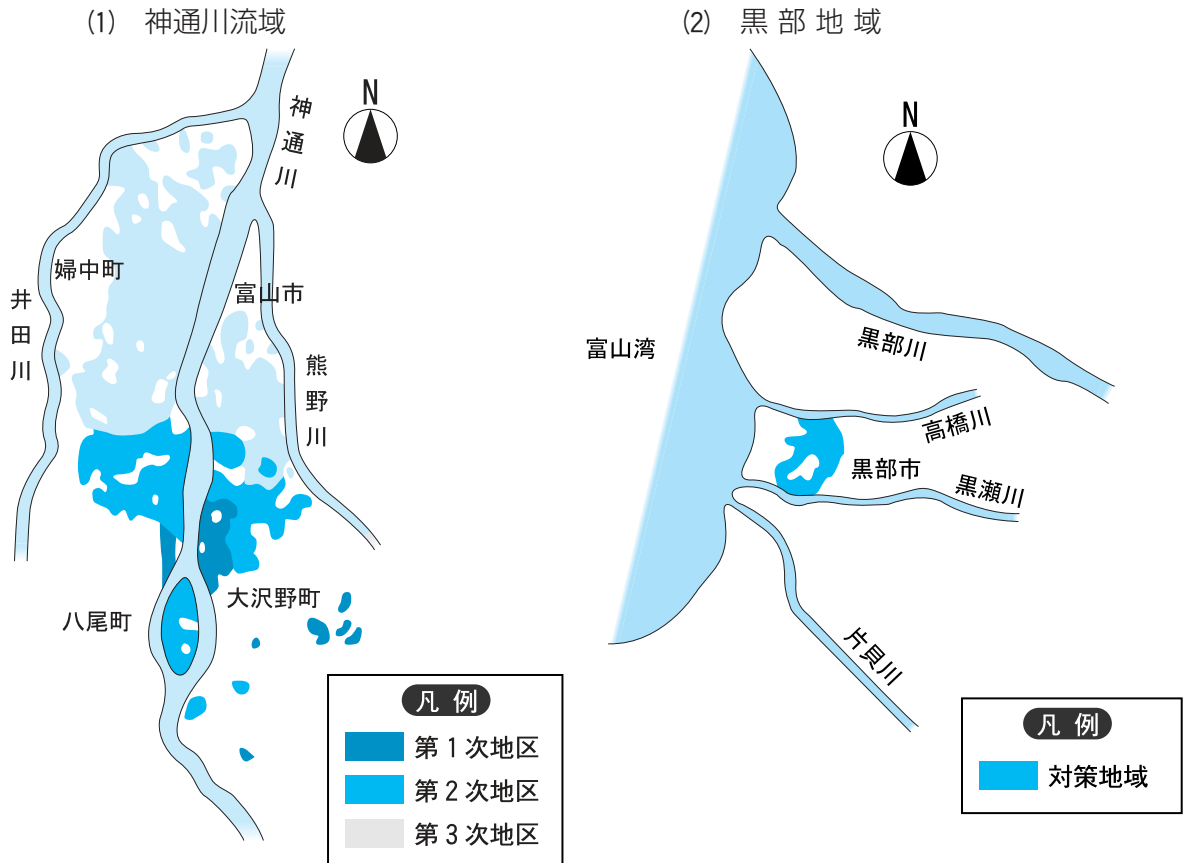 (1) 神通川流域
N
神通川
婦中町
富山市
井田川
熊野川
八尾町
大沢野町
凡例
第1次地区
第2次地区
第3次地区
(2) 黒部地域
N
富山湾
黒部川
高橋川
黒部市
黒瀬川
片貝川
凡例
対策地域